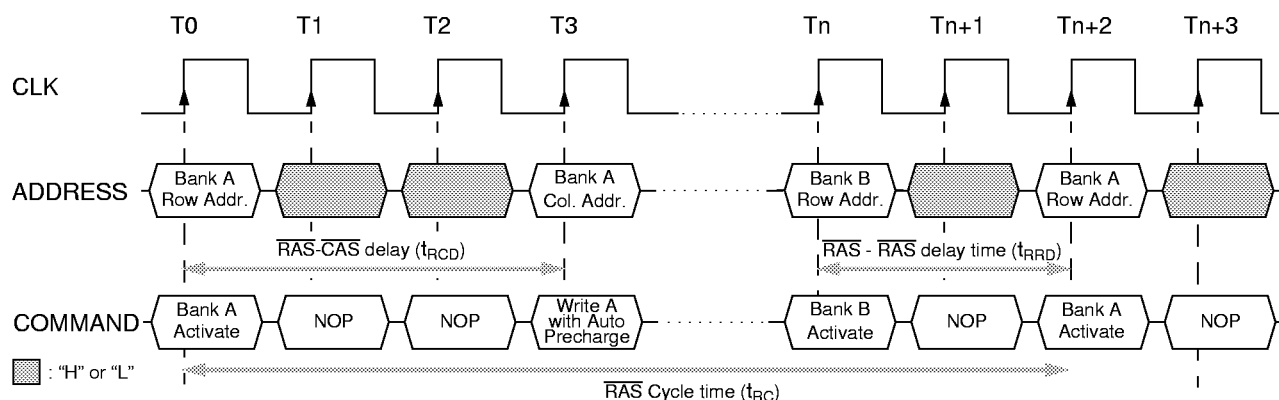 T0 T1 T2 T3 Tn Tn+1 Tn+2 Tn+3
CLK
ADDRESS
Bank A
Row Addr.
Bank A
Col. Addr.
Bank B
Row Addr.
Bank A
Row Addr.
RAS-CAS delay (tRCD)
RAS - RAS delay time (tRRD)
COMMAND
Bank A
Activate
NOP
NOP
Write A
with Auto
Precharge
Bank B
Activate
NOP
Bank A
Activate
NOP
: “H” or “L”
RAS Cycle time (tRC)